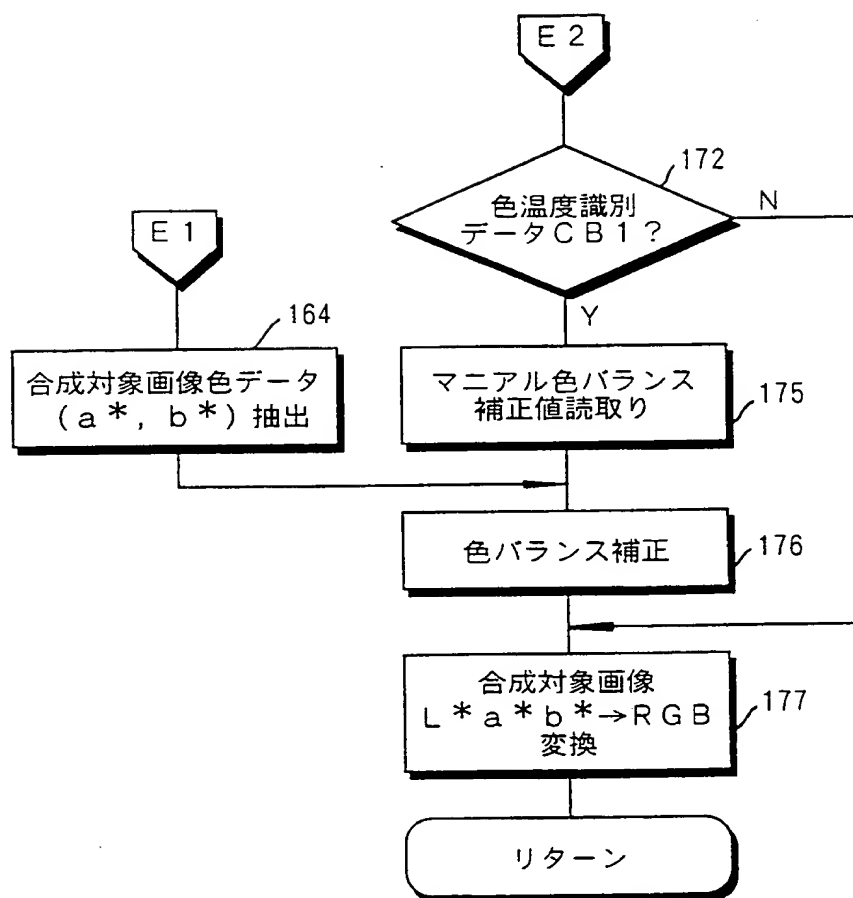 E2
172
色温度識別
データCB1?
N
Y
E1
164
合成対象画像色データ
(a*, b*)抽出
マニアル色バランス
補正値読取り
175
色バランス補正
176
合成対象画像
L*a*b*→RGB
変換
177
リターン